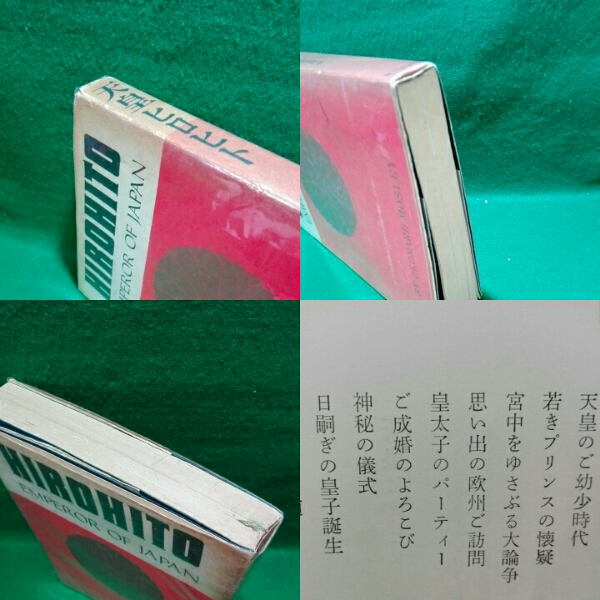 天皇ヒロヒト
HIROHITO
EMPEROR OF JAPAN
BY LEONARD MOSLEY
HIROHITO
EMPEROR OF JAPAN
天皇のご幼少時代
若きプリンスの懐疑
宮中をゆさぶる大論争
思い出の欧州ご訪問
皇太子のパーティー
ご成婚のよろこび
神秘の儀式
日嗣ぎの皇子誕生